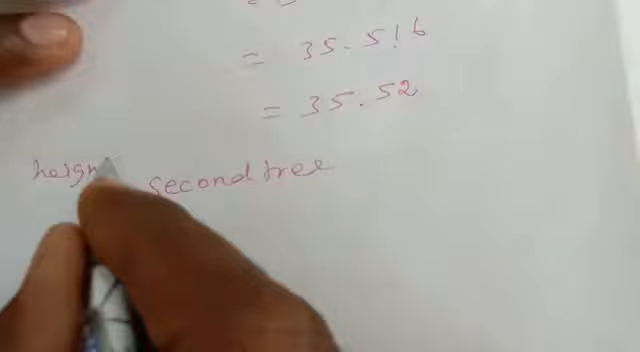 = 35.516
= 35.52
heigh second tree